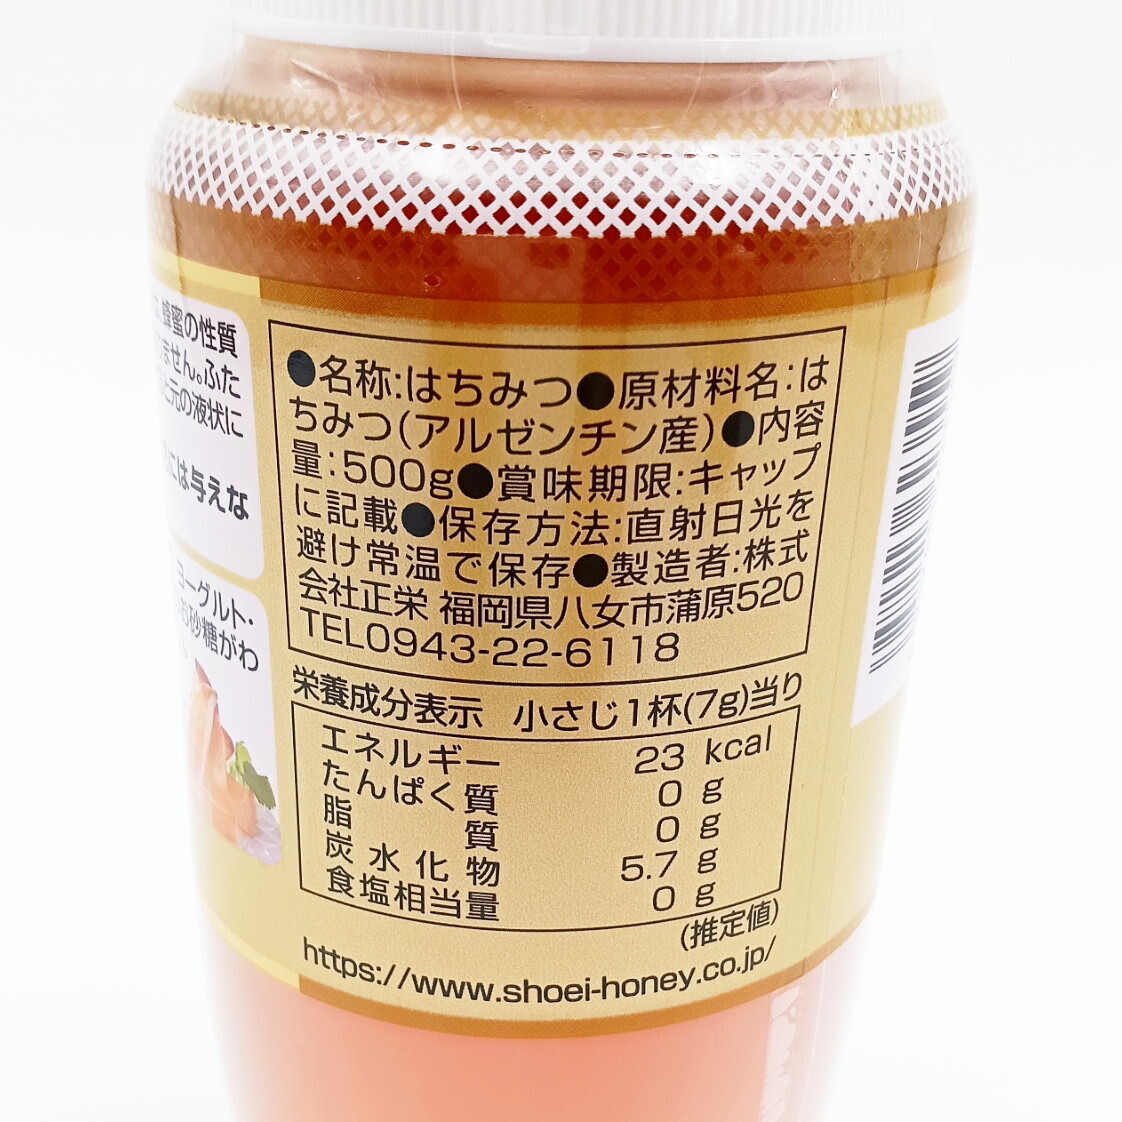 蜂蜜の性質
ません。ふた
と元の液状に
には与えな
ヨーグルト・
お砂糖がわ
●名称:はちみつ●原材料名:は
ちみつ(アルゼンチン産)●内容
量:500g●賞味期限:キャップ
に記載●保存方法:直射日光を
避け常温で保存●製造者:株式
会社正栄 福岡県八女市蒲原520
TEL0943-22-6118
栄養成分表示 小さじ1杯(7g)当り
エネルギー 23 kcal
たんぱく質 0 g
脂質 0 g
炭水化物 5.7 g
食塩相当量 0 g
(推定値)
https://www.shoei-honey.co.jp/